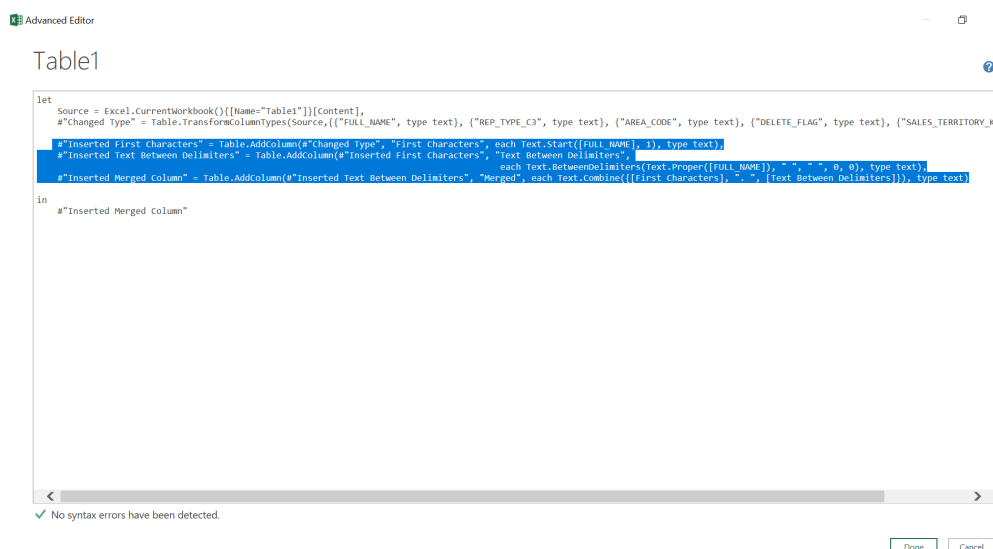 Advanced Editor
Table1
let
Source = Excel.CurrentWorkbook(){[Name="Table1"]}[Content],
#"Changed Type" = Table.TransformColumnTypes(Source,{{"FULL_NAME", type text}, {"REP_TYPE_C3", type text}, {"AREA_CODE", type text}, {"DELETE_FLAG", type text}, {"SALES_TERRITORY_K
#"Inserted First Characters" = Table.AddColumn(#"Changed Type", "First Characters", each Text.Start([FULL_NAME], 1), type text),
#"Inserted Text Between Delimiters" = Table.AddColumn(#"Inserted First Characters", "Text Between Delimiters",
each Text.BetweenDelimiters(Text.Proper([FULL_NAME]), " ", " ", 0, 0), type text),
#"Inserted Merged Column" = Table.AddColumn(#"Inserted Text Between Delimiters", "Merged", each Text.Combine({[First Characters], ". ", [Text Between Delimiters]}), type text)
in
#"Inserted Merged Column"
No syntax errors have been detected.
Done Cancel